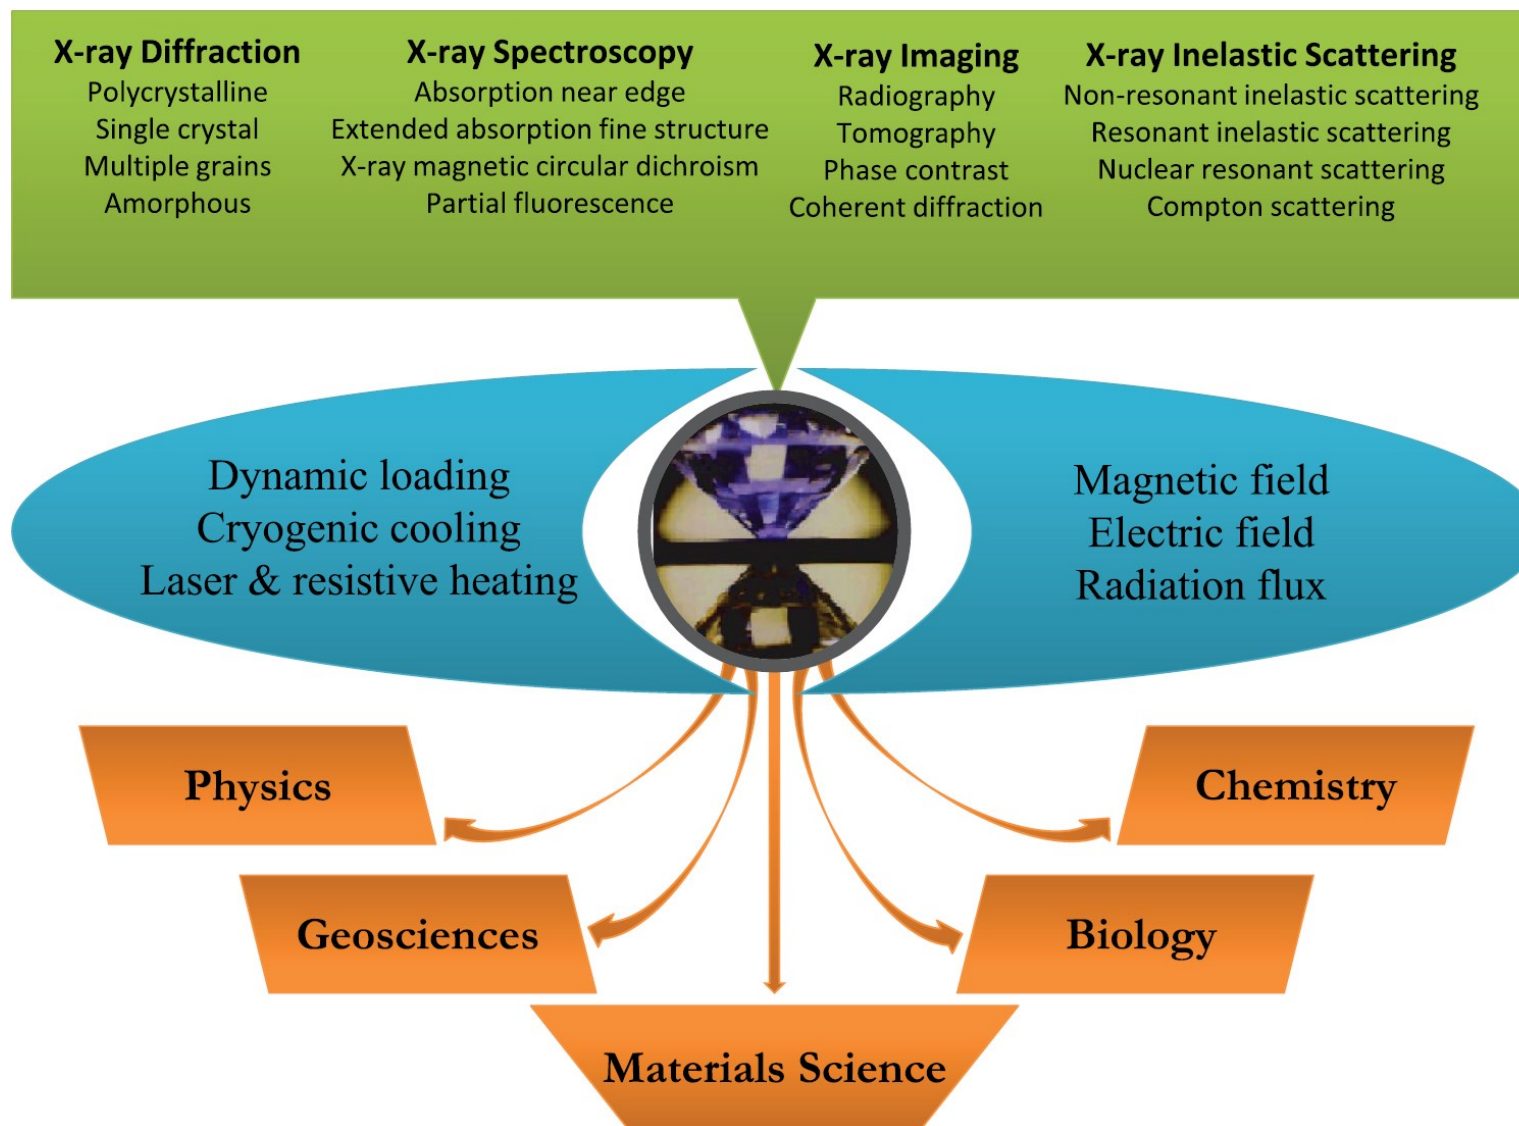 X-ray Diffraction
Polycrystalline
Single crystal
Multiple grains
Amorphous
X-ray Spectroscopy
Absorption near edge
Extended absorption fine structure
X-ray magnetic circular dichroism
Partial fluorescence
X-ray Imaging
Radiography
Tomography
Phase contrast
Coherent diffraction
X-ray Inelastic Scattering
Non-resonant inelastic scattering
Resonant inelastic scattering
Nuclear resonant scattering
Compton scattering
Dynamic loading
Cryogenic cooling
Laser & resistive heating
Magnetic field
Electric field
Radiation flux
Physics
Chemistry
Geosciences
Biology
Materials Science